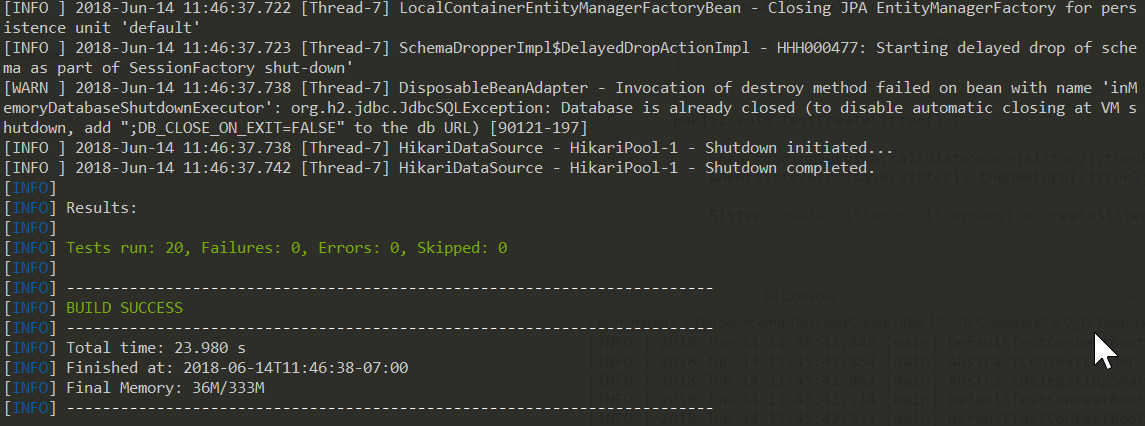 [INFO ] 2018-Jun-14 11:46:37.722 [Thread-7] LocalContainerEntityManagerFactoryBean - Closing JPA EntityManagerFactory for pers
istence unit 'default'
[INFO ] 2018-Jun-14 11:46:37.723 [Thread-7] SchemaDropperImpl$DelayedDropActionImpl - HHH000477: Starting delayed drop of sche
ma as part of SessionFactory shut-down'
[WARN ] 2018-Jun-14 11:46:37.738 [Thread-7] DisposableBeanAdapter - Invocation of destroy method failed on bean with name 'inM
emoryDatabaseShutdownExecutor': org.h2.jdbc.JdbcSQLException: Database is already closed (to disable automatic closing at VM s
hutdown, add ";DB_CLOSE_ON_EXIT=FALSE" to the db URL) [90121-197]
[INFO ] 2018-Jun-14 11:46:37.738 [Thread-7] HikariDataSource - HikariPool-1 - Shutdown initiated...
[INFO ] 2018-Jun-14 11:46:37.742 [Thread-7] HikariDataSource - HikariPool-1 - Shutdown completed.
[INFO]
[INFO] Results:
[INFO]
[INFO] Tests run: 20, Failures: 0, Errors: 0, Skipped: 0
[INFO]
[INFO] ------------------------------------------------------------------------
[INFO] BUILD SUCCESS
[INFO] ------------------------------------------------------------------------
[INFO] Total time: 23.980 s
[INFO] Finished at: 2018-06-14T11:46:38-07:00
[INFO] Final Memory: 36M/333M
[INFO] ------------------------------------------------------------------------